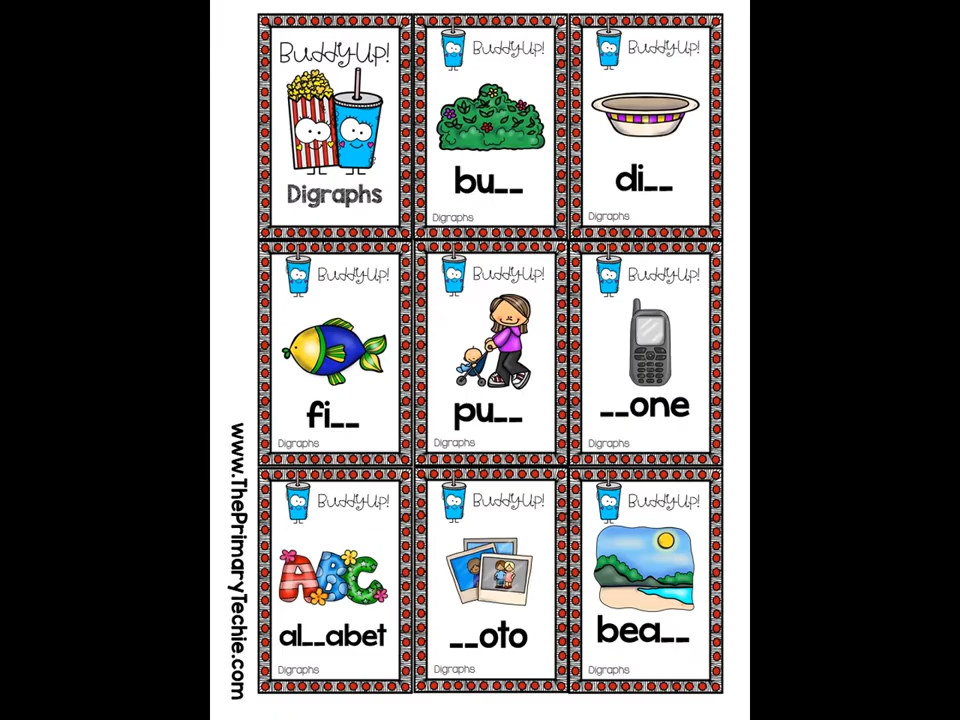 BuddyUp!
Digraphs
BuddyUp!
bu__
Digraphs
BuddyUp!
di__
Digraphs
BuddyUp!
fi__
Digraphs
BuddyUp!
pu__
Digraphs
BuddyUp!
__one
Digraphs
BuddyUp!
ABC
al__abet
Digraphs
BuddyUp!
__oto
Digraphs
BuddyUp!
bea__
Digraphs
www.ThePrimaryTechie.com